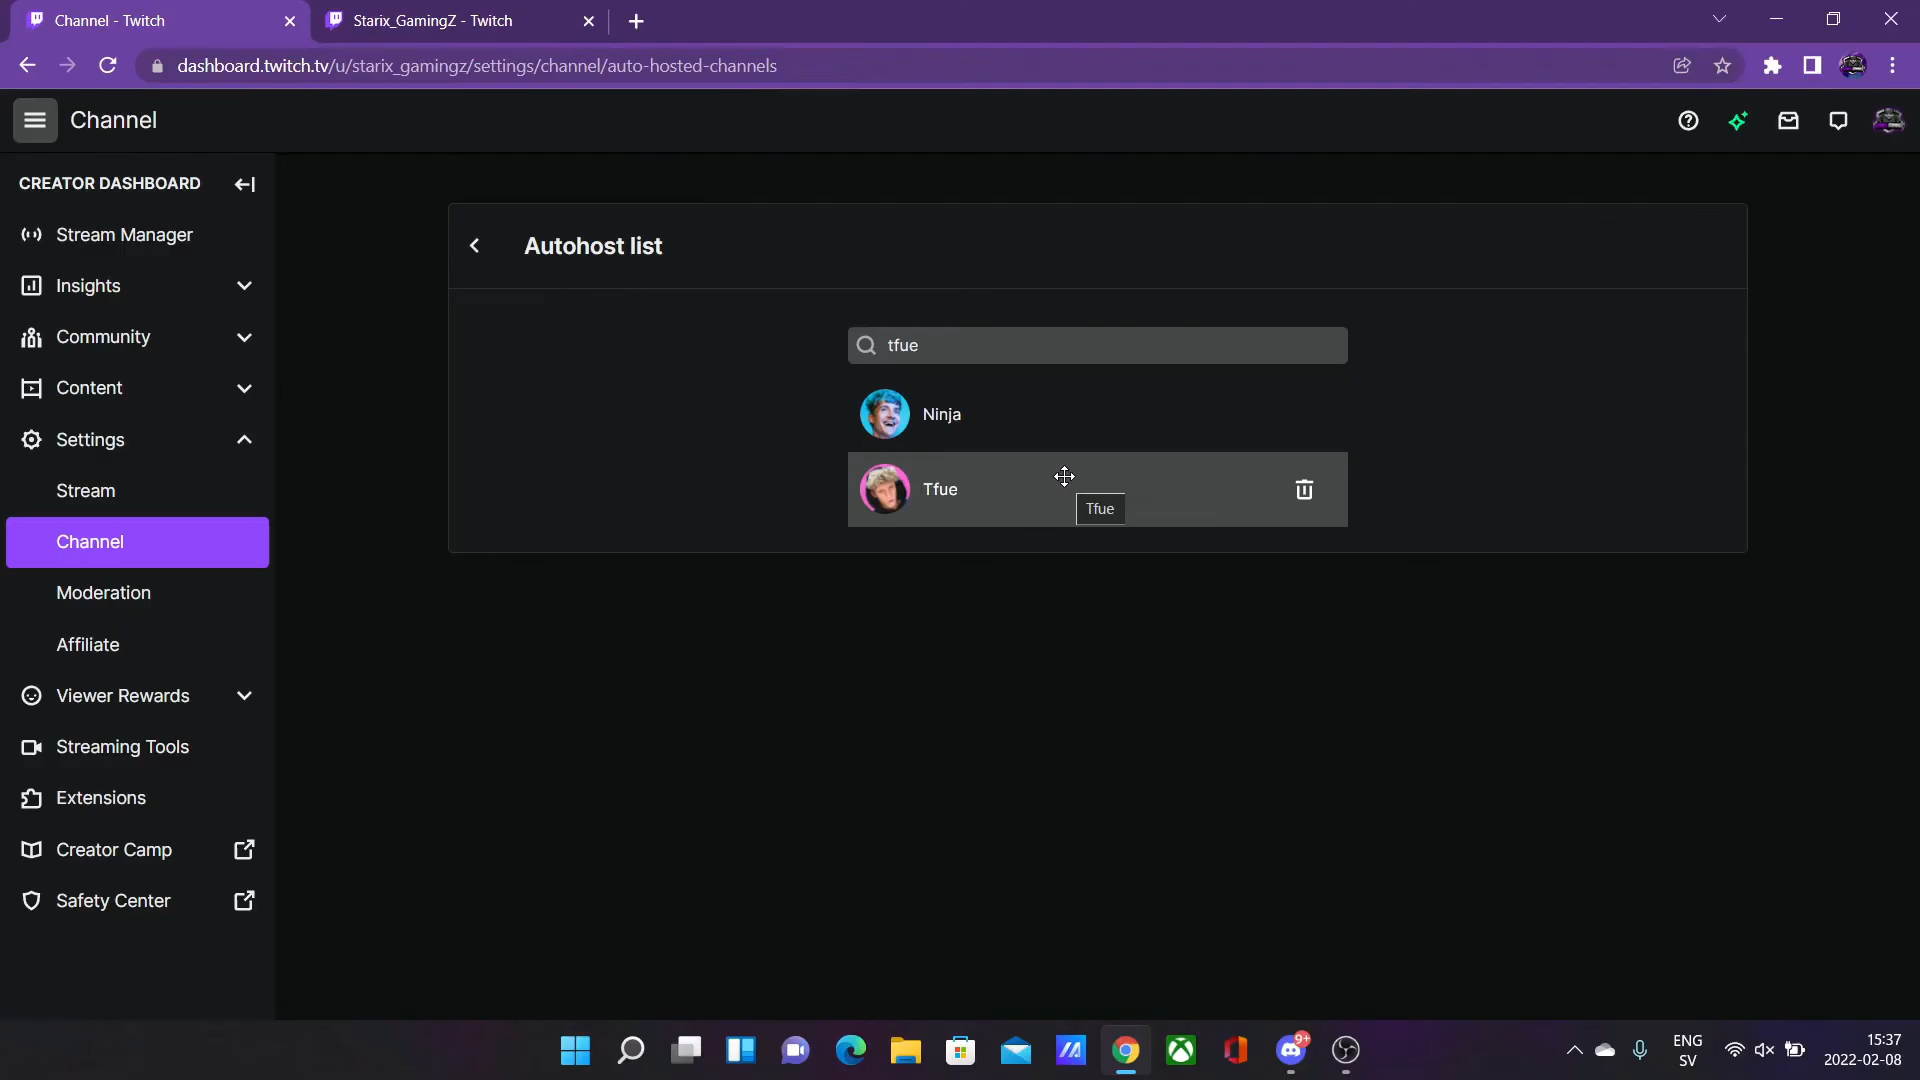 Channel - Twitch
Starix_GamingZ - Twitch
dashboard.twitch.tv/u/starix_gamingz/settings/channel/auto-hosted-channels
Channel
CREATOR DASHBOARD
Stream Manager
Insights
Community
Content
Settings
Stream
Channel
Moderation
Affiliate
Viewer Rewards
Streaming Tools
Extensions
Creator Camp
Safety Center
Autohost list
tfue
Ninja
Tfue
Tfue
9+
ENG
SV
15:37
2022-02-08